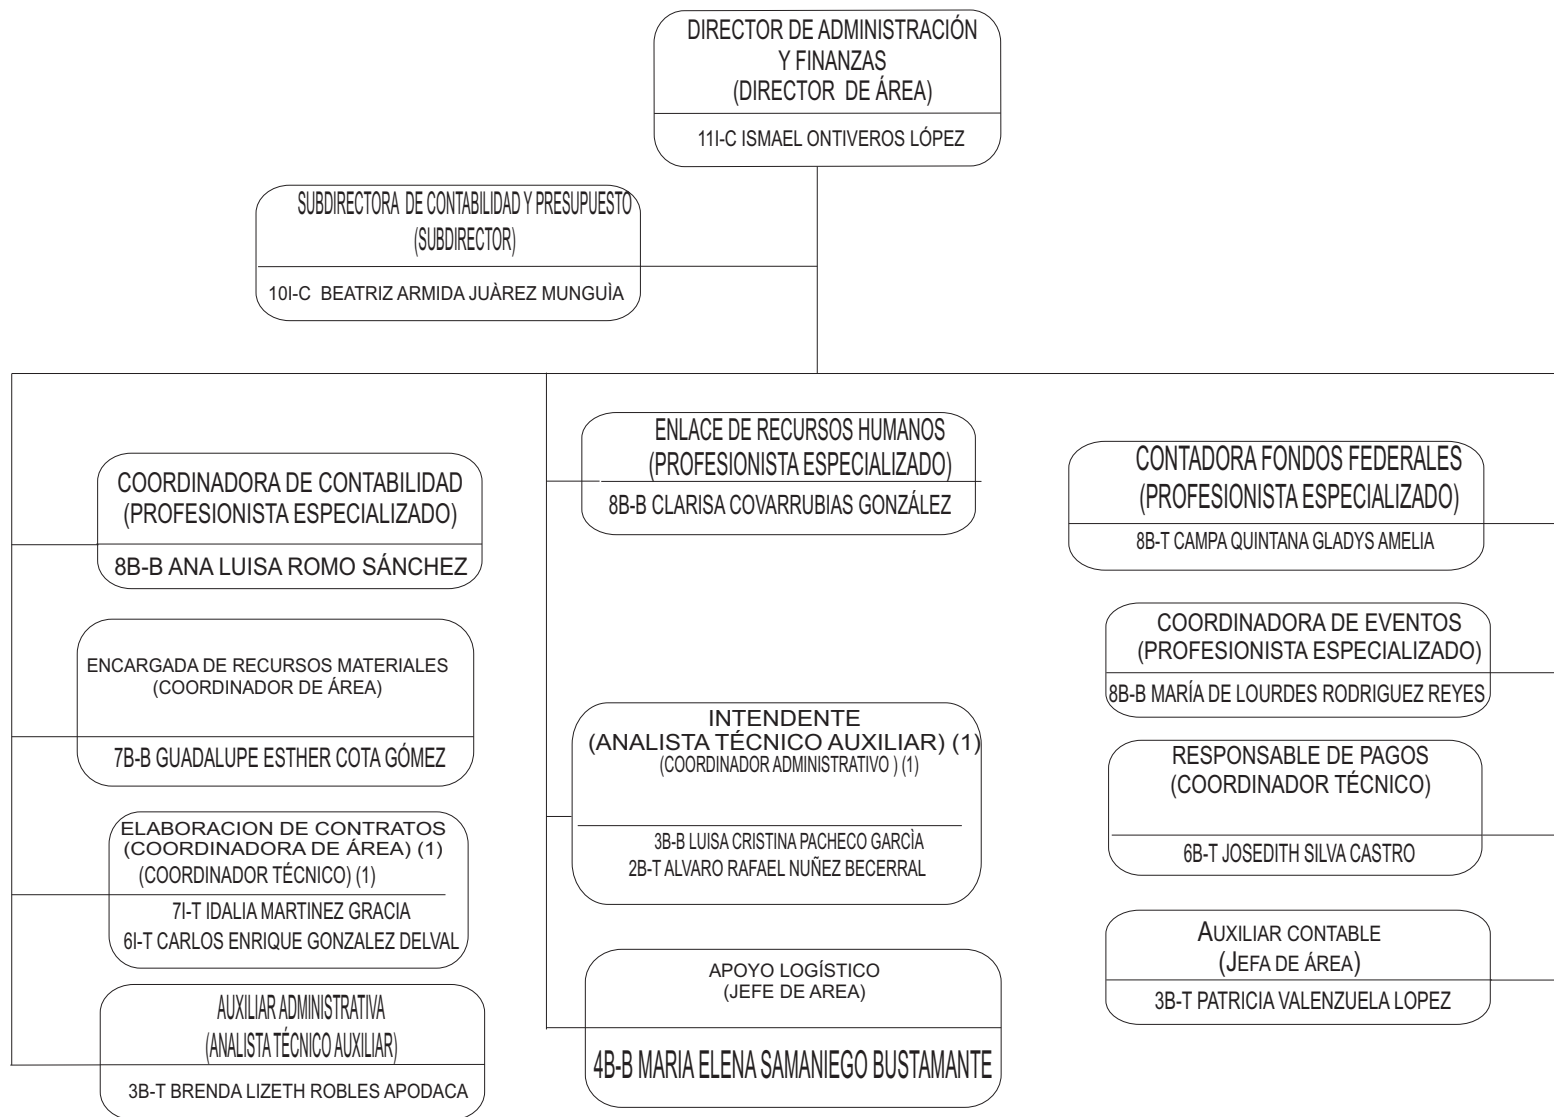 DIRECTOR DE ADMINISTRACIÓN
Y FINANZAS
(DIRECTOR DE ÁREA)
11I-C ISMAEL ONTIVEROS LÓPEZ
SUBDIRECTORA DE CONTABILIDAD Y PRESUPUESTO
(SUBDIRECTOR)
10I-C BEATRIZ ARMIDA JUÀREZ MUNGUÌA
COORDINADORA DE CONTABILIDAD
(PROFESIONISTA ESPECIALIZADO)
8B-B ANA LUISA ROMO SÁNCHEZ
ENCARGADA DE RECURSOS MATERIALES
(COORDINADOR DE ÁREA)
7B-B GUADALUPE ESTHER COTA GÓMEZ
ELABORACION DE CONTRATOS
(COORDINADORA DE ÁREA) (1)
(COORDINADOR TÉCNICO) (1)
7I-T IDALIA MARTINEZ GRACIA
6I-T CARLOS ENRIQUE GONZALEZ DELVAL
AUXILIAR ADMINISTRATIVA
(ANALISTA TÉCNICO AUXILIAR)
3B-T BRENDA LIZETH ROBLES APODACA
ENLACE DE RECURSOS HUMANOS
(PROFESIONISTA ESPECIALIZADO)
8B-B CLARISA COVARRUBIAS GONZÁLEZ
INTENDENTE
(ANALISTA TÉCNICO AUXILIAR) (1)
(COORDINADOR ADMINISTRATIVO ) (1)
3B-B LUISA CRISTINA PACHECO GARCÌA
2B-T ALVARO RAFAEL NUÑEZ BECERRAL
APOYO LOGÍSTICO
(JEFE DE AREA)
4B-B MARIA ELENA SAMANIEGO BUSTAMANTE
CONTADORA FONDOS FEDERALES
(PROFESIONISTA ESPECIALIZADO)
8B-T CAMPA QUINTANA GLADYS AMELIA
COORDINADORA DE EVENTOS
(PROFESIONISTA ESPECIALIZADO)
8B-B MARÍA DE LOURDES RODRIGUEZ REYES
RESPONSABLE DE PAGOS
(COORDINADOR TÉCNICO)
6B-T JOSEDITH SILVA CASTRO
AUXILIAR CONTABLE
(JEFA DE ÁREA)
3B-T PATRICIA VALENZUELA LOPEZ